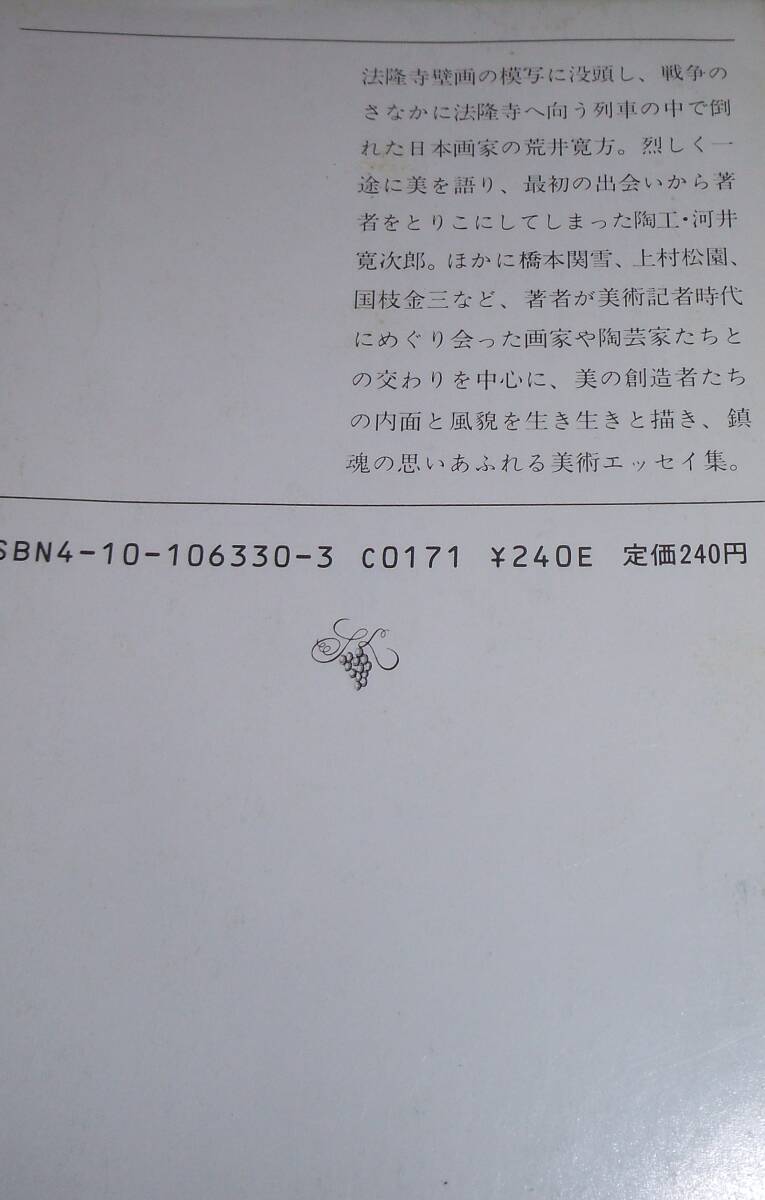 法隆寺壁画の模写に没頭し、戦争の
さなかに法隆寺へ向う列車の中で倒
れた日本画家の荒井寛方。烈しく一
途に美を語り、最初の出会いから著
者をとりこにしてしまった陶工・河井
寛次郎。ほかに橋本関雪、上村松園、
国枝金三など、著者が美術記者時代
にめぐり会った画家や陶芸家たちと
の交わりを中心に、美の創造者たち
の内面と風貌を生き生きと描き、鎮
魂の思いあふれる美術エッセイ集。
SBN4-10-106330-3 C0171 ¥240E 定価240円